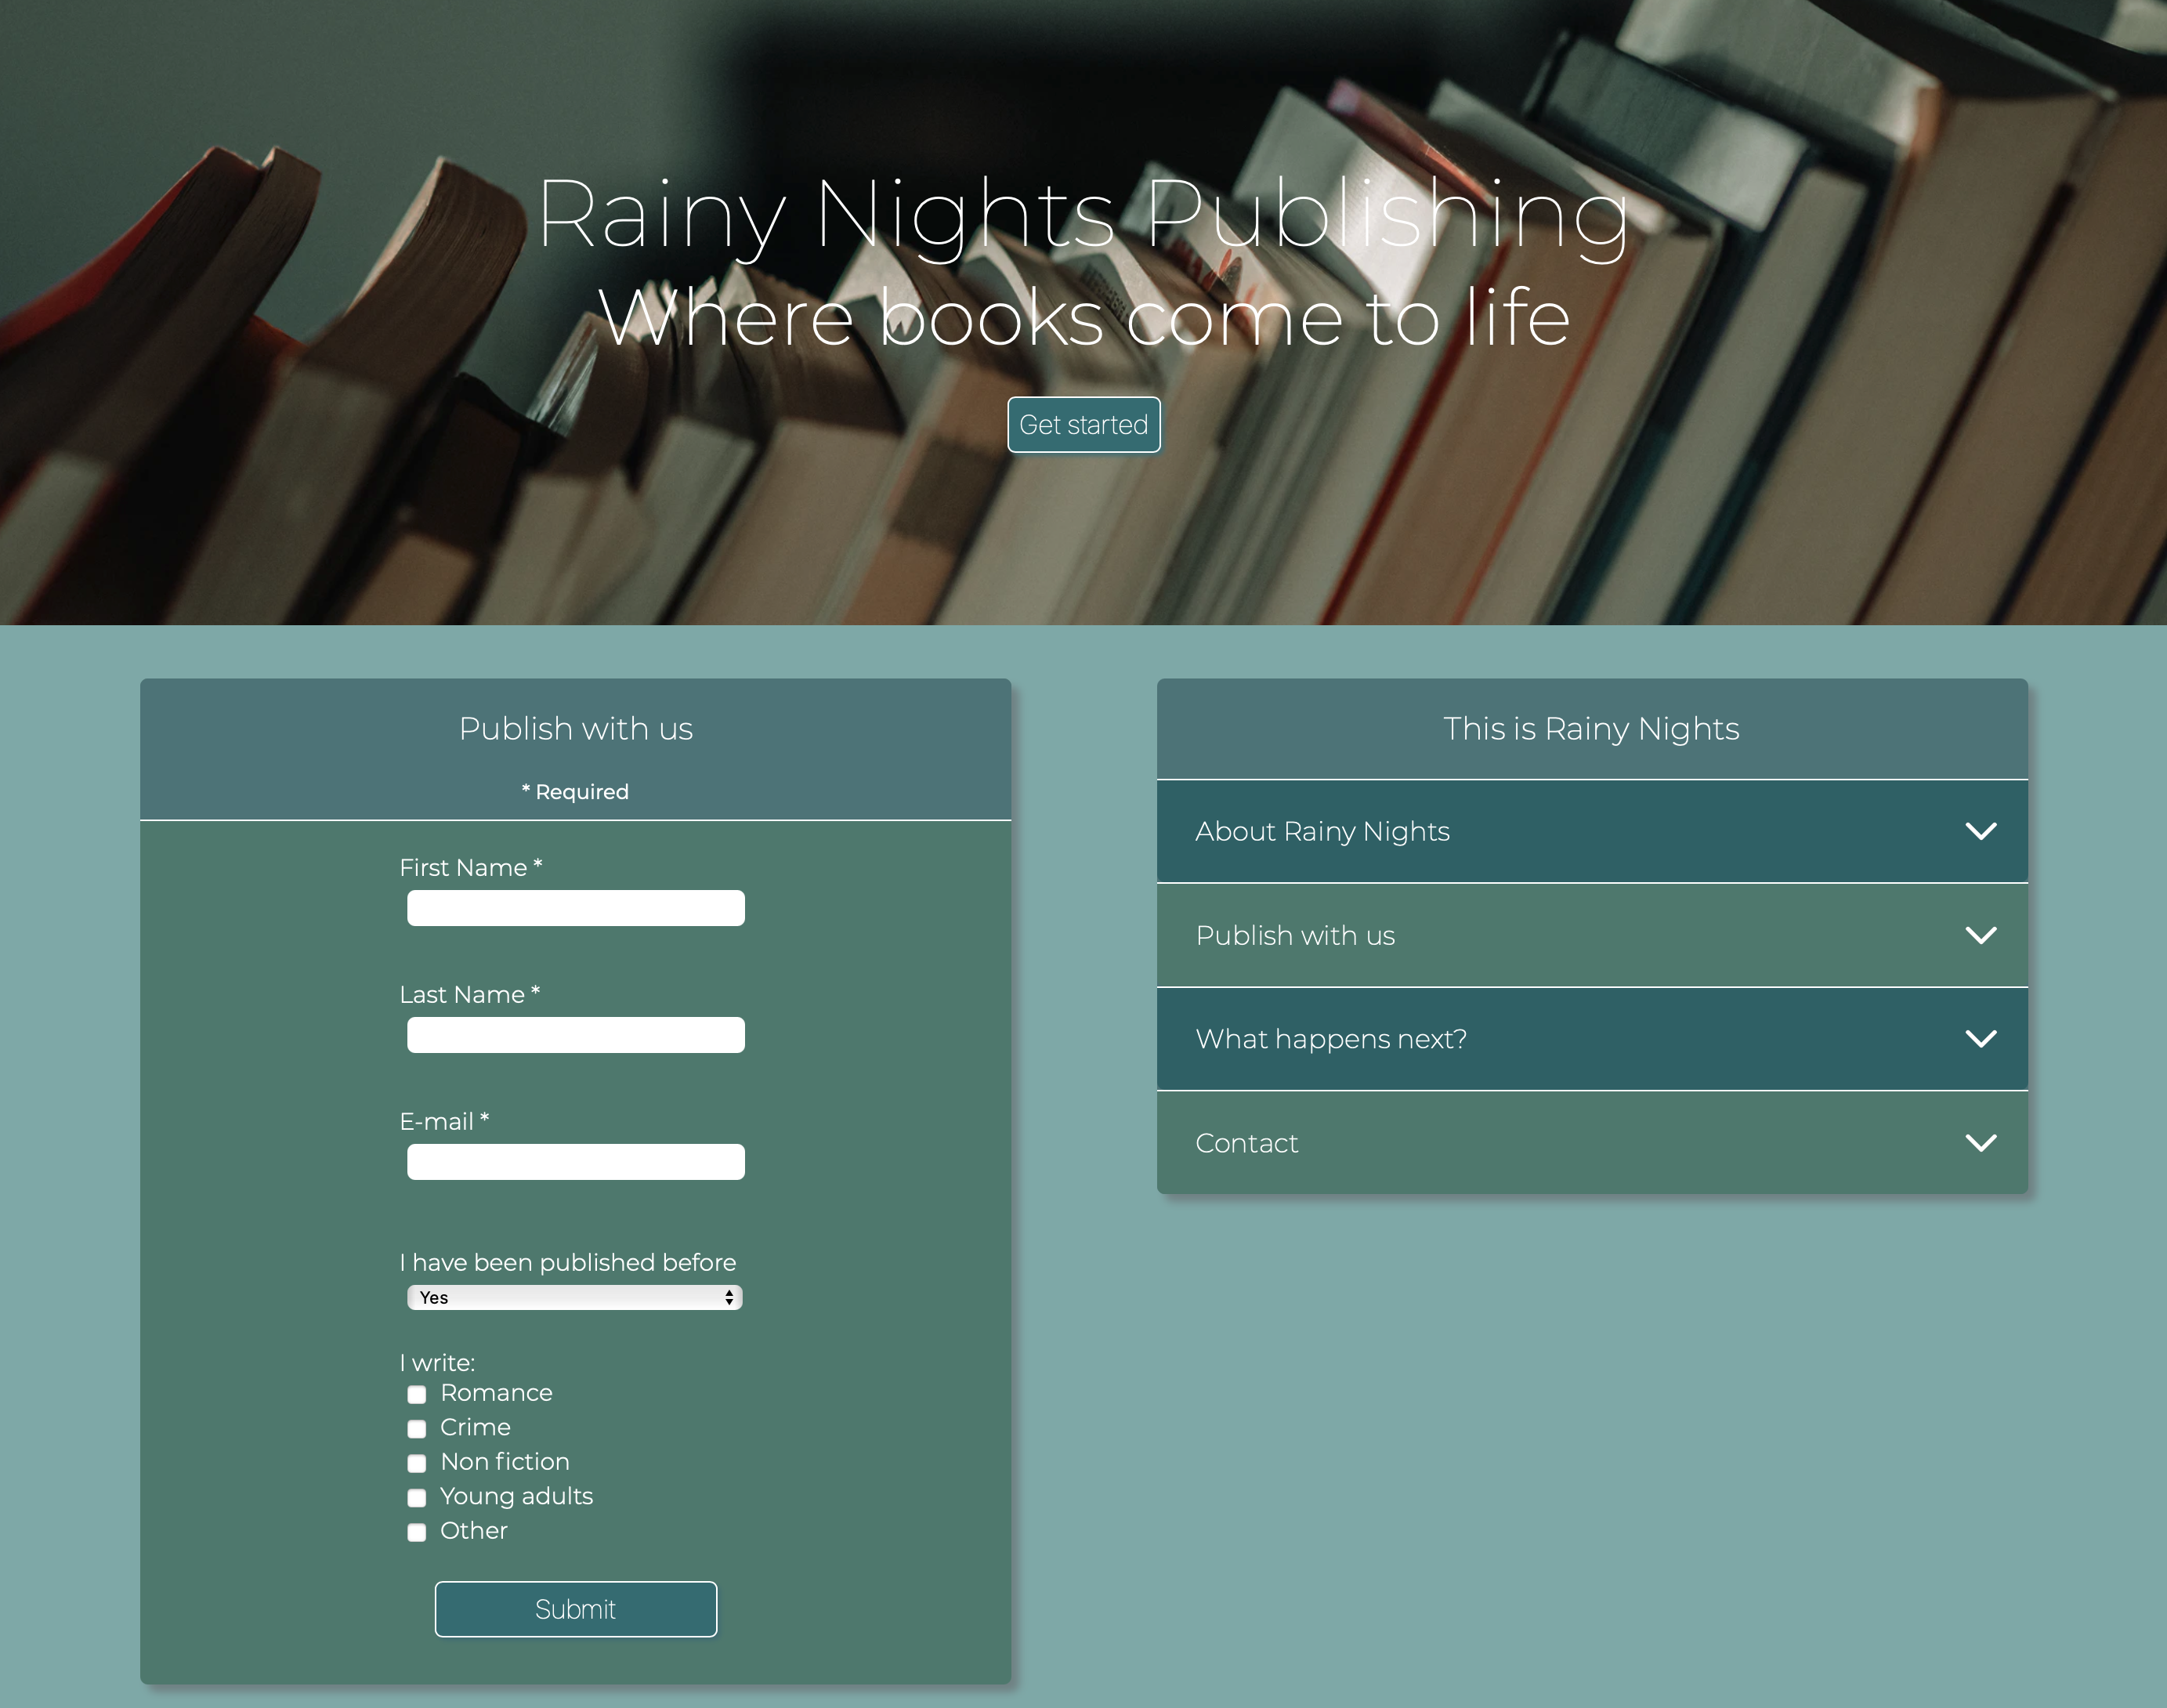 Rainy Nights Publishing
Where books come to life
Get started
Publish with us
* Required
First Name *
Last Name *
E-mail *
I have been published before
Yes
I write:
Romance
Crime
Non fiction
Young adults
Other
Submit
This is Rainy Nights
About Rainy Nights
Publish with us
What happens next?
Contact